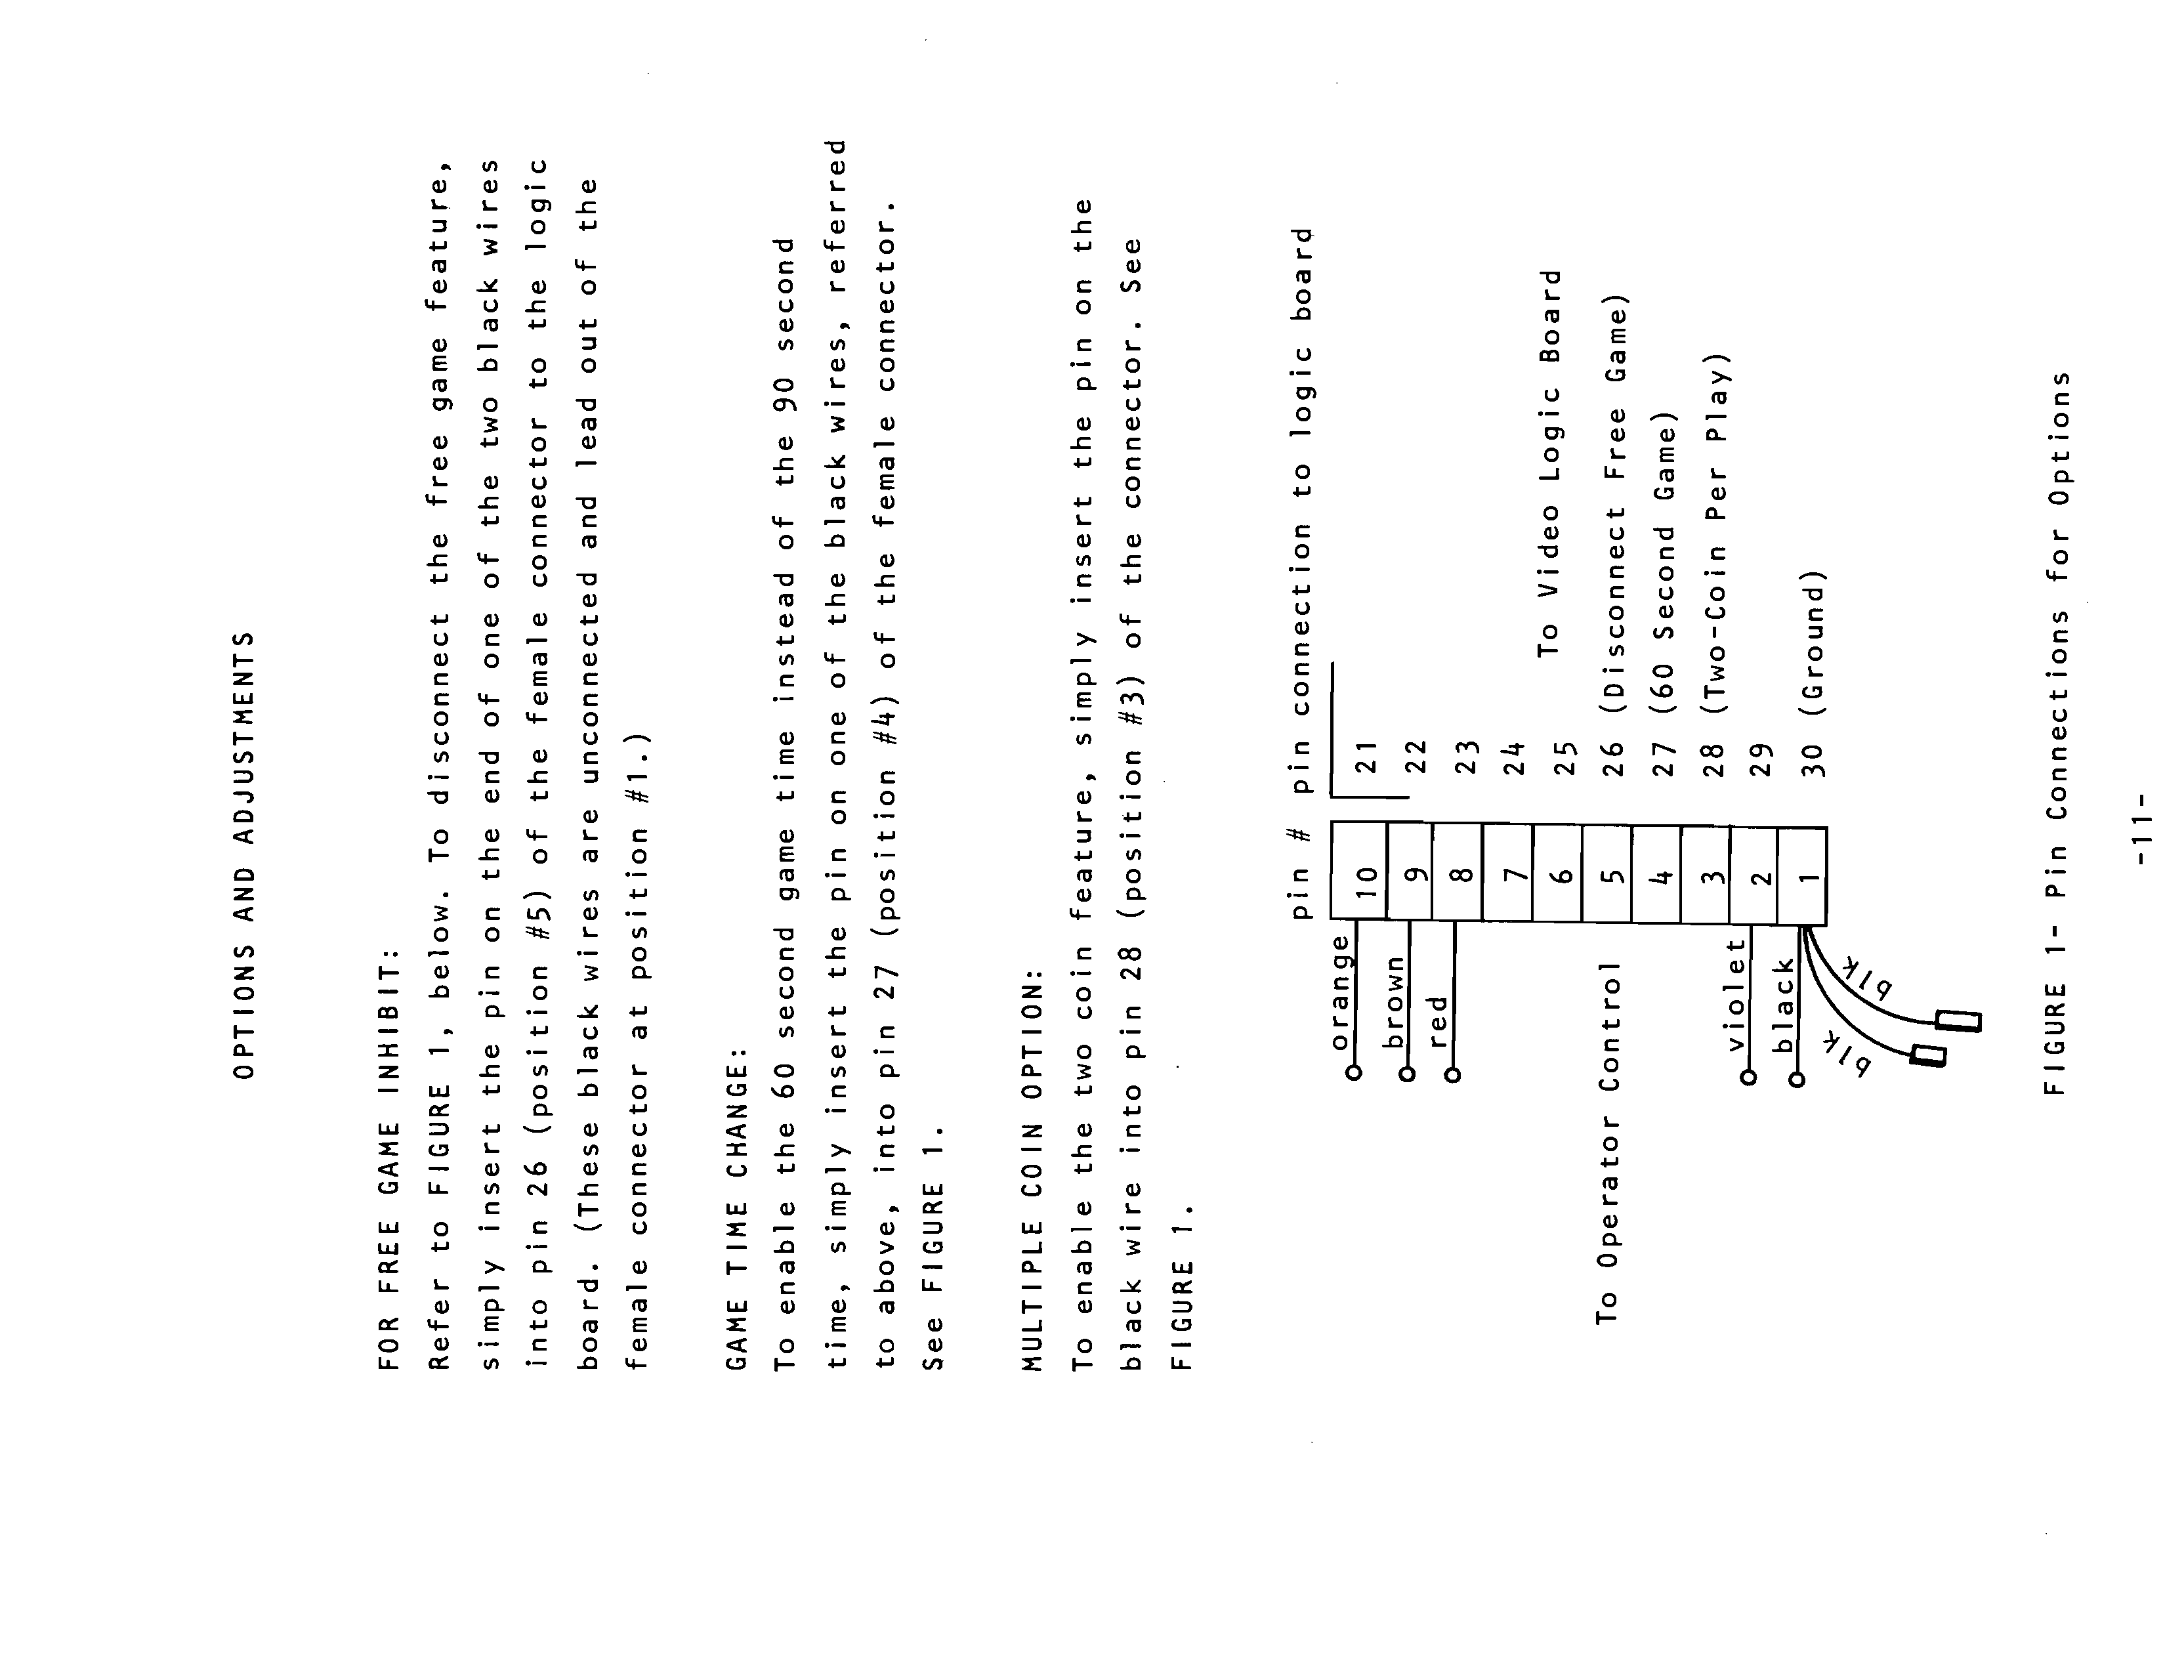 OPTIONS AND ADJUSTMENTS
FOR FREE GAME INHIBIT:
Refer to FIGURE 1, below. To disconnect the free game feature,
simply insert the pin on the end of one of the two black wires
into pin 26 (position #5) of the female connector to the logic
board. (These black wires are unconnected and lead out of the
female connector at position #1.)
GAME TIME CHANGE:
To enable the 60 second game time instead of the 90 second
time, simply insert the pin on one of the black wires, referred
to above, into pin 27 (position #4) of the female connector.
See FIGURE 1.
MULTIPLE COIN OPTION:
To enable the two coin feature, simply insert the pin on the
black wire into pin 28 (position #3) of the connector. See
FIGURE 1.
pin # pin connection to logic board
orange 10 21
brown 9 22
red 8 23
7 24
To Video Logic Board
6 25
To Operator Control 5 26 (Disconnect Free Game)
4 27 (60 Second Game)
3 28 (Two-Coin Per Play)
violet 2 29
black 1 30 (Ground)
blk
blk
FIGURE 1- Pin Connections for Options
-11-